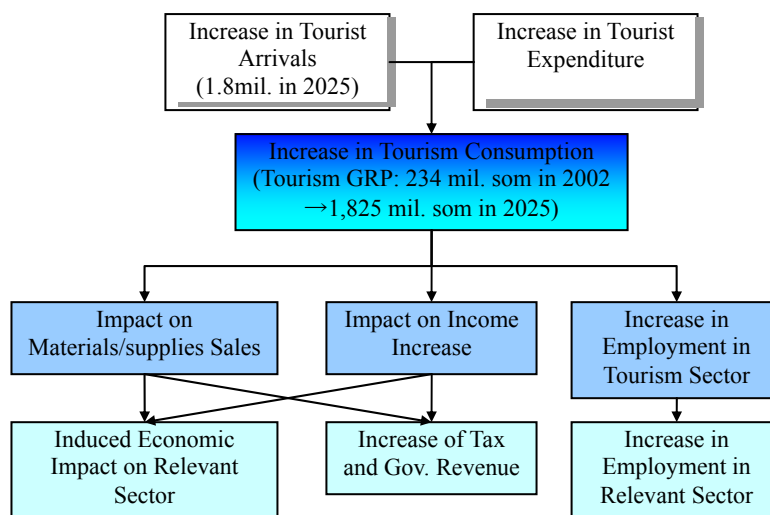 Increase in Tourist
Arrivals
(1.8mil. in 2025)
Increase in Tourist
Expenditure
Increase in Tourism Consumption
(Tourism GRP: 234 mil. som in 2002
→1,825 mil. som in 2025)
Impact on
Materials/supplies Sales
Impact on Income
Increase
Increase in
Employment in
Tourism Sector
Induced Economic
Impact on Relevant
Sector
Increase of Tax
and Gov. Revenue
Increase in
Employment in
Relevant Sector